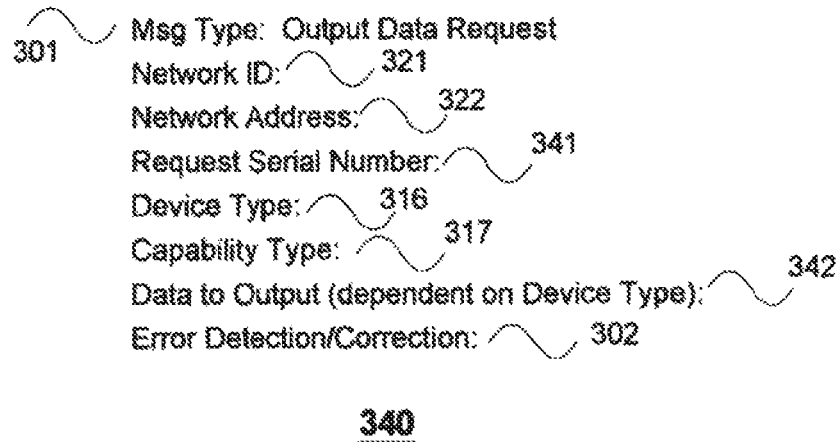 301 Msg Type: Output Data Request
Network ID: 321
Network Address: 322
Request Serial Number: 341
Device Type: 316
Capability Type: 317
Data to Output (dependent on Device Type): 342
Error Detection/Correction: 302
340